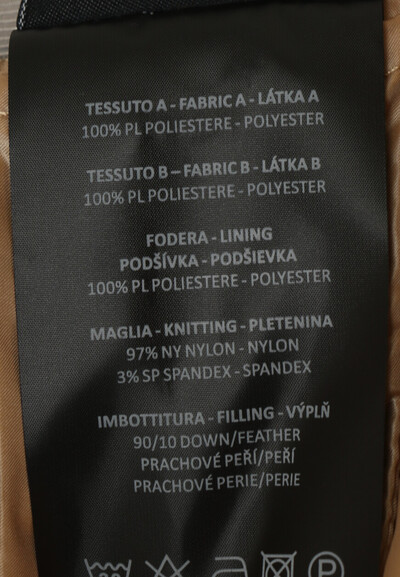 TESSUTO A - FABRIC A - LÁTKA A
100% PL POLIESTERE - POLYESTER
TESSUTO B – FABRIC B - LÁTKA B
100% PL POLIESTERE - POLYESTER
FODERA - LINING
PODŠÍVKA - PODŠIEVKA
100% PL POLIESTERE - POLYESTER
MAGLIA - KNITTING - PLETENINA
97% NY NYLON - NYLON
3% SP SPANDEX - SPANDEX
IMBOTTITURA - FILLING - VÝPLŇ
90/10 DOWN/FEATHER
PRACHOVÉ PEŘÍ/PEŘÍ
PRACHOVÉ PERIE/PERIE
P